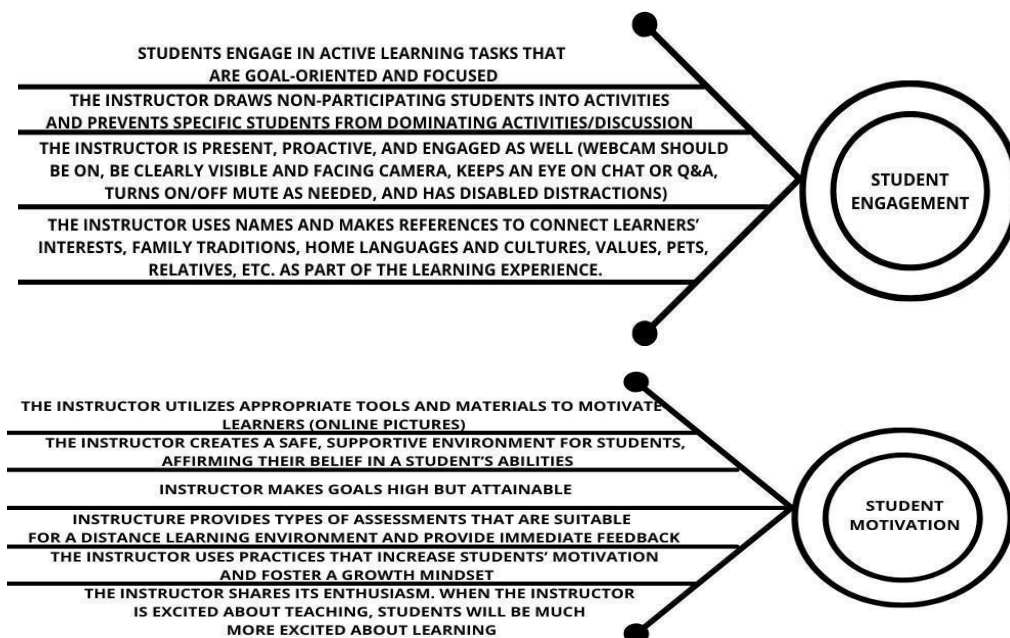 STUDENTS ENGAGE IN ACTIVE LEARNING TASKS THAT
ARE GOAL-ORIENTED AND FOCUSED
THE INSTRUCTOR DRAWS NON-PARTICIPATING STUDENTS INTO ACTIVITIES
AND PREVENTS SPECIFIC STUDENTS FROM DOMINATING ACTIVITIES/DISCUSSION
THE INSTRUCTOR IS PRESENT, PROACTIVE, AND ENGAGED AS WELL (WEBCAM SHOULD
BE ON, BE CLEARLY VISIBLE AND FACING CAMERA, KEEPS AN EYE ON CHAT OR Q&A,
TURNS ON/OFF MUTE AS NEEDED, AND HAS DISABLED DISTRACTIONS)
THE INSTRUCTOR USES NAMES AND MAKES REFERENCES TO CONNECT LEARNERS'
INTERESTS, FAMILY TRADITIONS, HOME LANGUAGES AND CULTURES, VALUES, PETS,
RELATIVES, ETC. AS PART OF THE LEARNING EXPERIENCE.
STUDENT
ENGAGEMENT
THE INSTRUCTOR UTILIZES APPROPRIATE TOOLS AND MATERIALS TO MOTIVATE
LEARNERS (ONLINE PICTURES)
THE INSTRUCTOR CREATES A SAFE, SUPPORTIVE ENVIRONMENT FOR STUDENTS,
AFFIRMING THEIR BELIEF IN A STUDENT'S ABILITIES
INSTRUCTOR MAKES GOALS HIGH BUT ATTAINABLE
INSTRUCTURE PROVIDES TYPES OF ASSESSMENTS THAT ARE SUITABLE
FOR A DISTANCE LEARNING ENVIRONMENT AND PROVIDE IMMEDIATE FEEDBACK
THE INSTRUCTOR USES PRACTICES THAT INCREASE STUDENTS' MOTIVATION
AND FOSTER A GROWTH MINDSET
THE INSTRUCTOR SHARES ITS ENTHUSIASM. WHEN THE INSTRUCTOR
IS EXCITED ABOUT TEACHING, STUDENTS WILL BE MUCH
MORE EXCITED ABOUT LEARNING
STUDENT
MOTIVATION